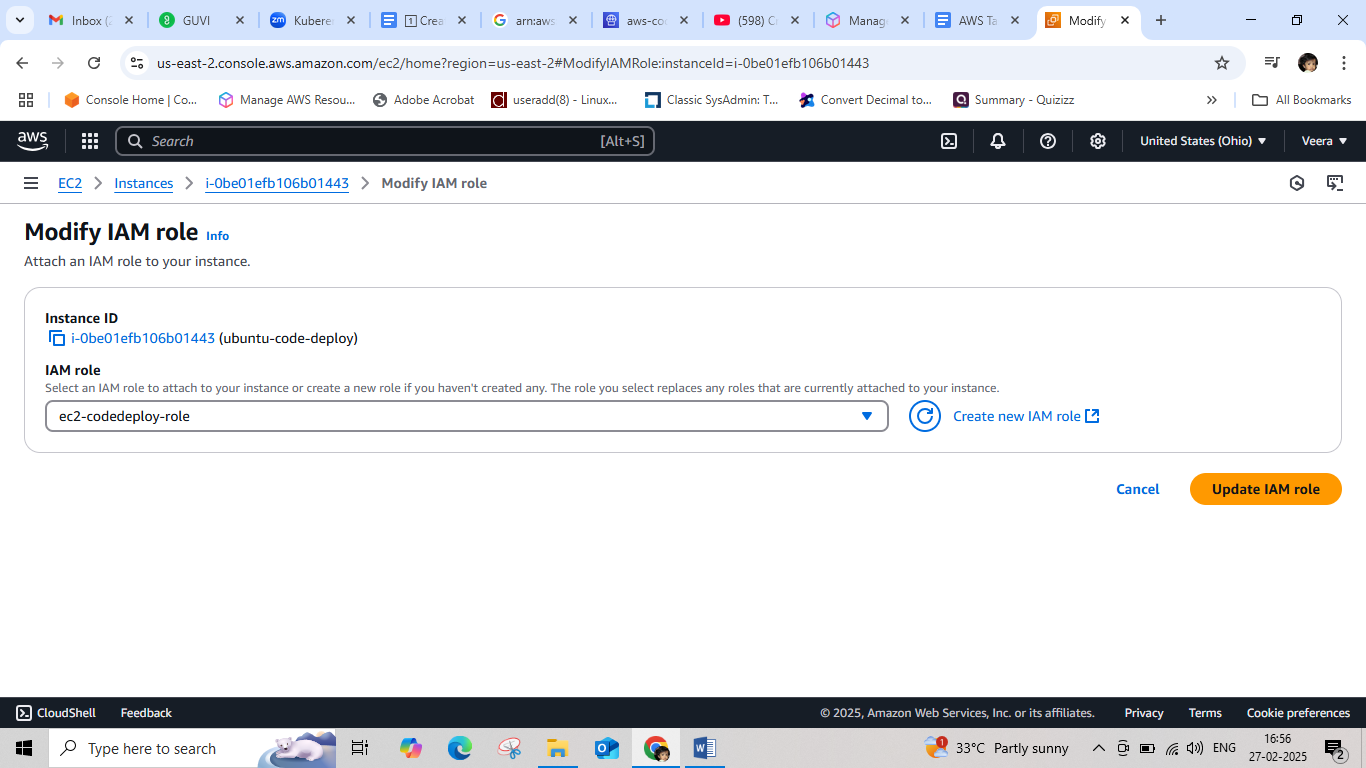 Inbox (2
GUVI
Kubere
1 Crea
arn:aws
aws-co
(598) C
Manag
AWS Ta
Modify
us-east-2.console.aws.amazon.com/ec2/home?region=us-east-2#ModifyIAMRole:instanceId=i-0be01efb106b01443
Console Home | Co...
Manage AWS Resou...
Adobe Acrobat
useradd(8) - Linux...
Classic SysAdmin: T...
Convert Decimal to...
Summary - Quizizz
All Bookmarks
aws
Search
[Alt+S]
United States (Ohio)
Veera
EC2
Instances
i-0be01efb106b01443
Modify IAM role
Modify IAM role Info
Attach an IAM role to your instance.
Instance ID
i-0be01efb106b01443 (ubuntu-code-deploy)
IAM role
Select an IAM role to attach to your instance or create a new role if you haven't created any. The role you select replaces any roles that are currently attached to your instance.
ec2-codedeploy-role
Create new IAM role
Cancel
Update IAM role
CloudShell
Feedback
© 2025, Amazon Web Services, Inc. or its affiliates.
Privacy
Terms
Cookie preferences
Type here to search
1
33°C Partly sunny
ENG
16:56
27-02-2025
2